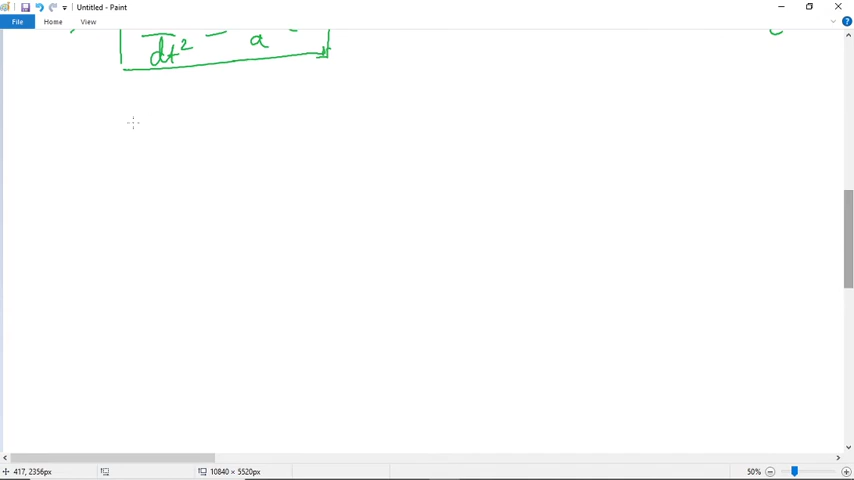 Untitled - Paint
File Home View
dt² = a
417, 2356px 10840 × 5520px 50%